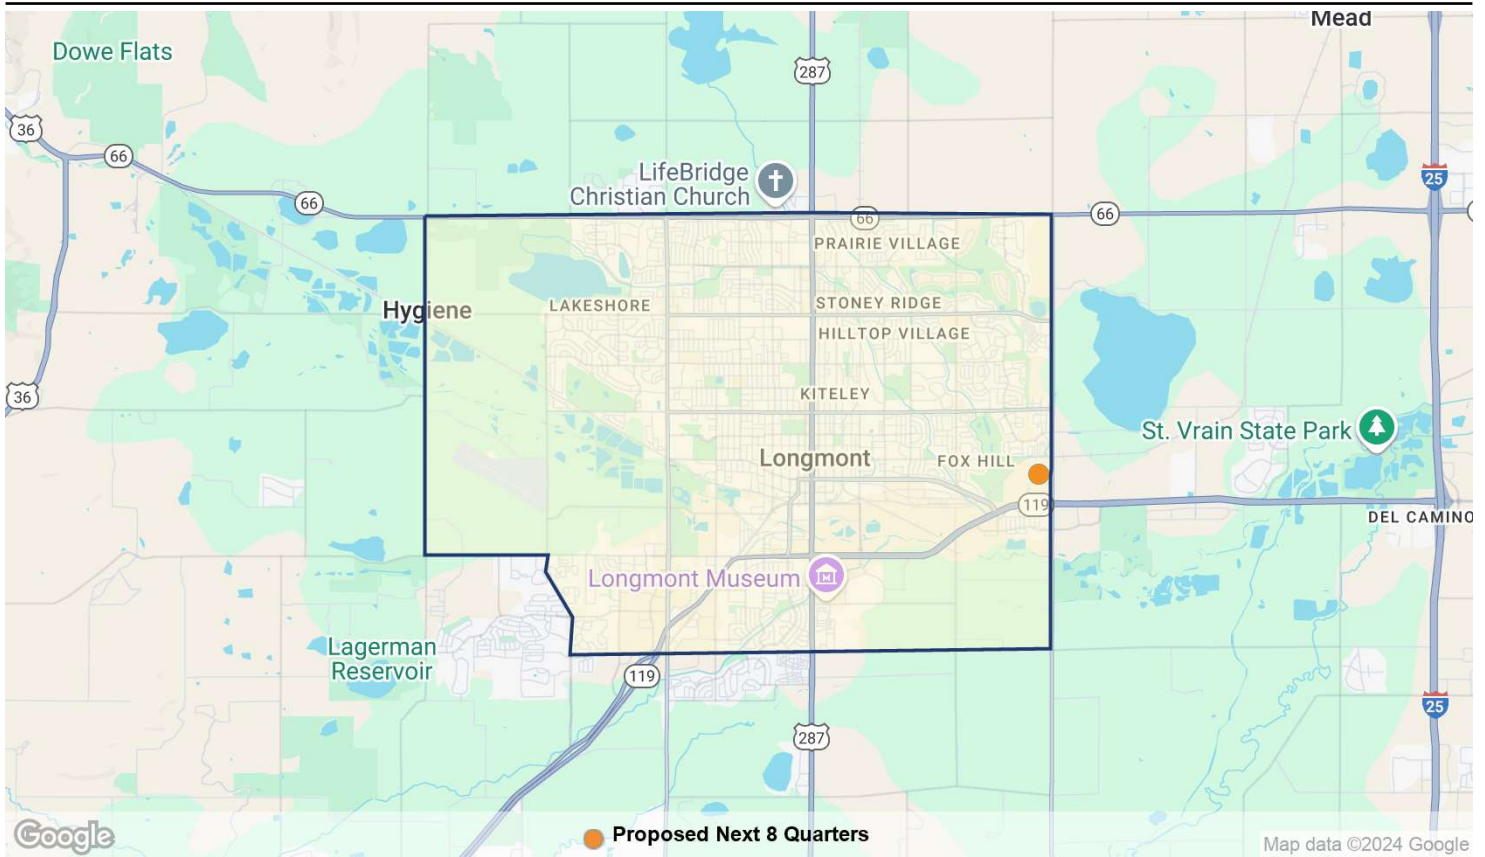 Mead
Dowe Flats
287
36
66
25
LifeBridge
Christian Church
66
66
66
PRAIRIE VILLAGE
Hygiene
LAKESHORE
STONEY RIDGE
HILLTOP VILLAGE
36
KITELEY
St. Vrain State Park
Longmont
FOX HILL
119
DEL CAMINO
Longmont Museum
Lagerman
Reservoir
119
25
287
Google
Proposed Next 8 Quarters
Map data ©2024 Google